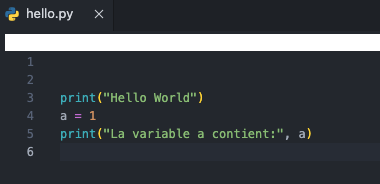 hello.py ×
1
2
3 print("Hello World")
4 a = 1
5 print("La variable a contient:", a)
6